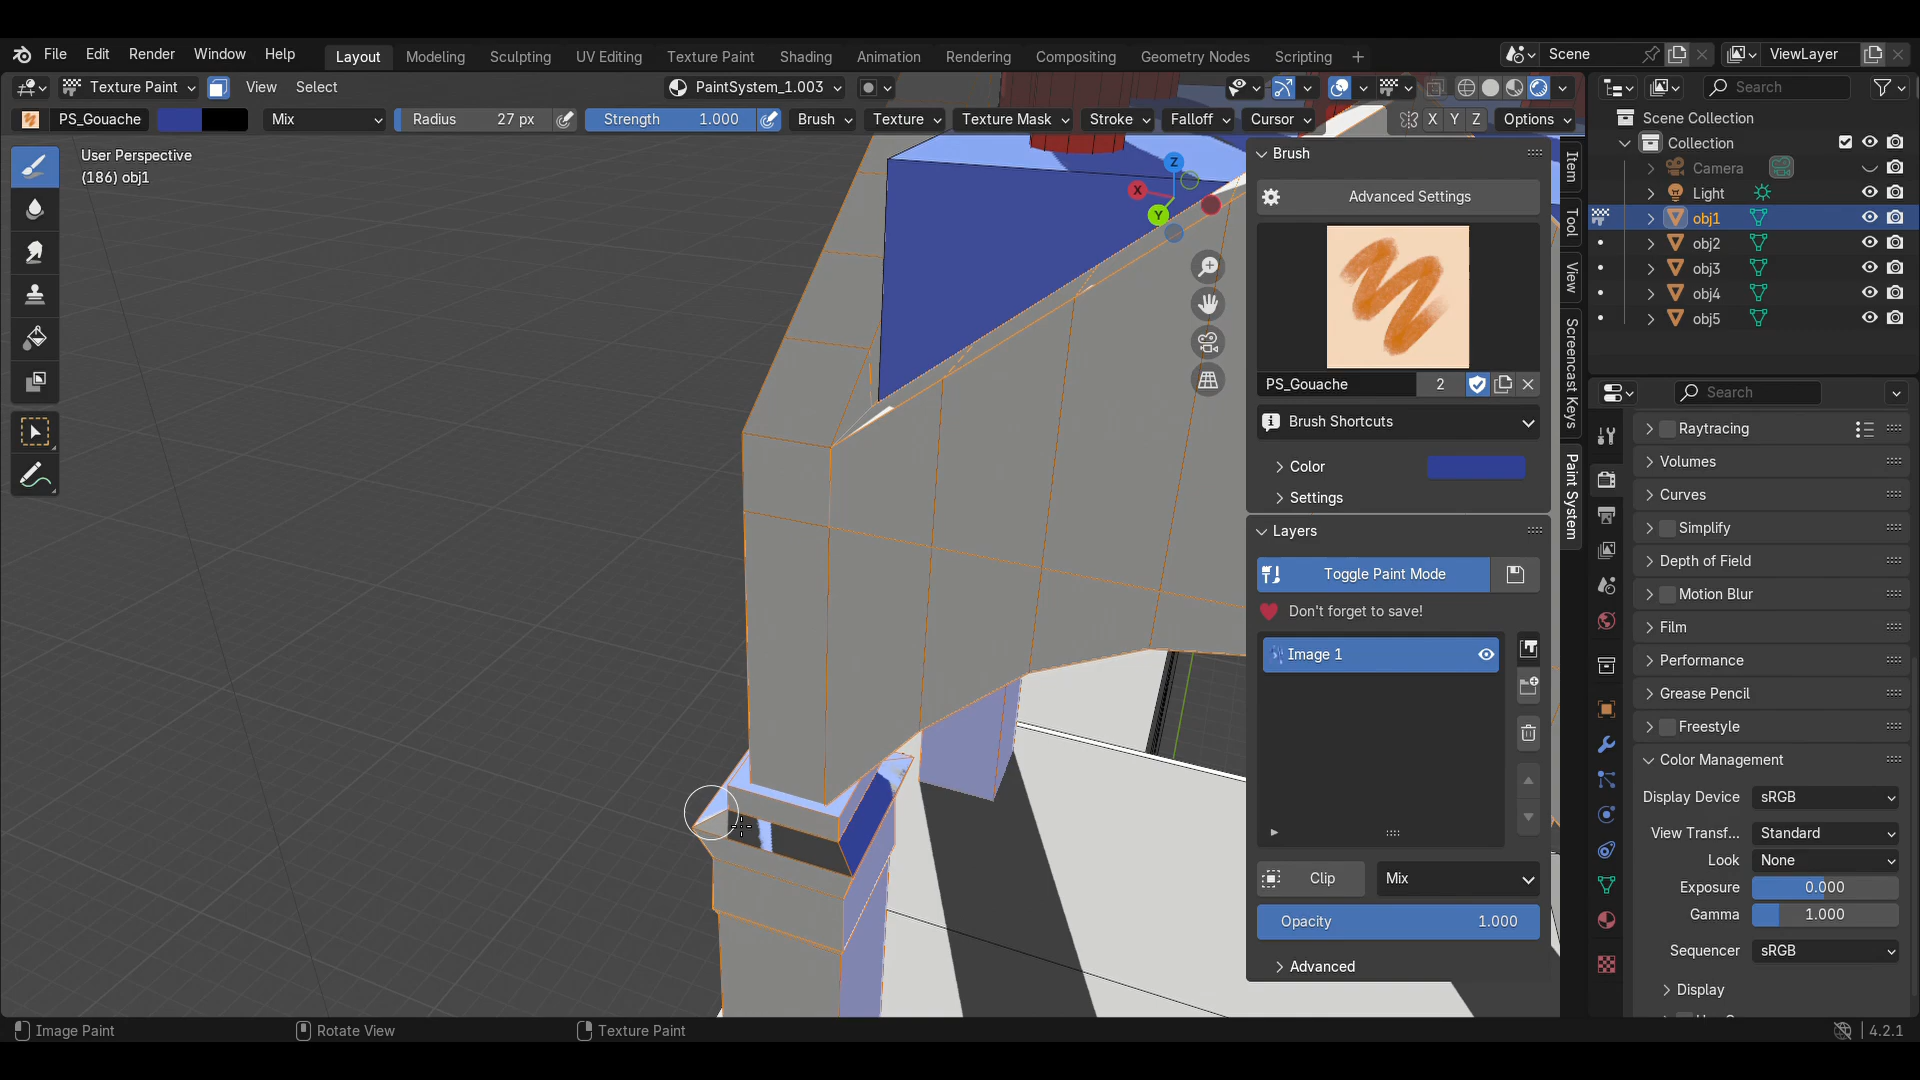 File Edit Render Window Help Layout Modeling Sculpting UV Editing Texture Paint Shading Animation Rendering Compositing Geometry Nodes Scripting Scene ViewLayer
Texture Paint View Select PaintSystem_1.003 Search
PS_Gouache Mix Radius 27 px Strength 1.000 Brush Texture Texture Mask Stroke Falloff Cursor X Y Z Options
User Perspective
(186) obj1
Z
X
Y
Brush
Advanced Settings
PS_Gouache 2
Brush Shortcuts
Color
Settings
Layers
Toggle Paint Mode
Don't forget to save!
Image 1
Clip Mix
Opacity 1.000
Advanced
Item
Tool
View
Screencast Keys
Paint System
Scene Collection
Collection
Camera
Light
obj1
obj2
obj3
obj4
obj5
Search
Raytracing
Volumes
Curves
Simplify
Depth of Field
Motion Blur
Film
Performance
Grease Pencil
Freestyle
Color Management
Display Device sRGB
View Transf... Standard
Look None
Exposure 0.000
Gamma 1.000
Sequencer sRGB
Display
Image Paint Rotate View Texture Paint 4.2.1